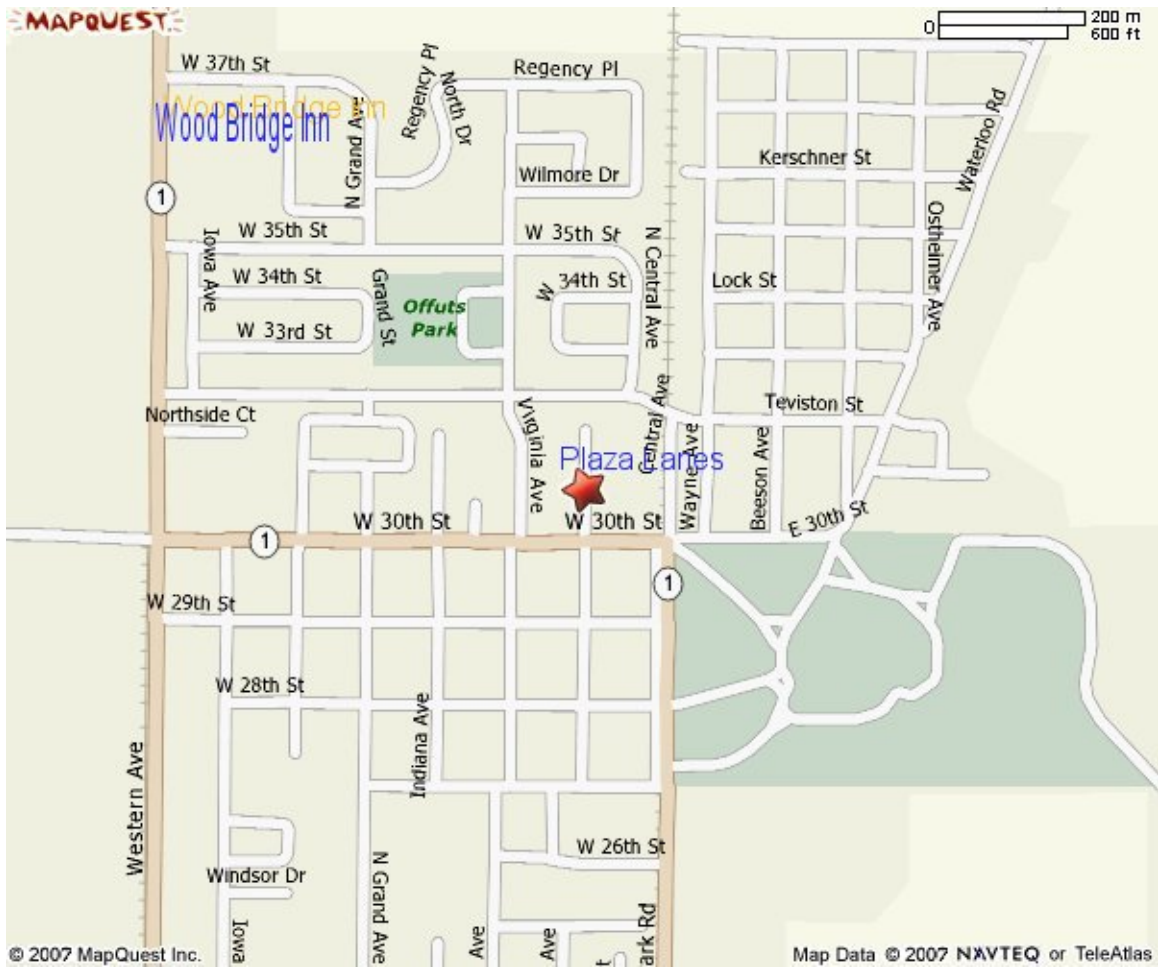 MAPQUEST
0 200 m
600 ft
W 37th St
Regency Pl
Regency Pl
North Dr
Wood Bridge Inn
Wood Bridge Inn
N Grand Ave
Kerschner St
Waterloo Rd
Wilmore Dr
1
W 35th St
W 35th St
Iowa Ave
N Central Ave
Ostheimer Ave
W 34th St
Grand St
Offuts
Park
W 34th St
Lock St
W 33rd St
Northside Ct
Virginia Ave
Central Ave
Teviston St
Plaza Lanes
Wayne Ave
Beeson Ave
W 30th St
W 30th St
E 30th St
1
1
W 29th St
W 28th St
Indiana Ave
Western Ave
W 26th St
Windsor Dr
N Grand Ave
Iowa
Ave
Ave
t
ark Rd
© 2007 MapQuest Inc.
Map Data © 2007 NAVTEQ or TeleAtlas